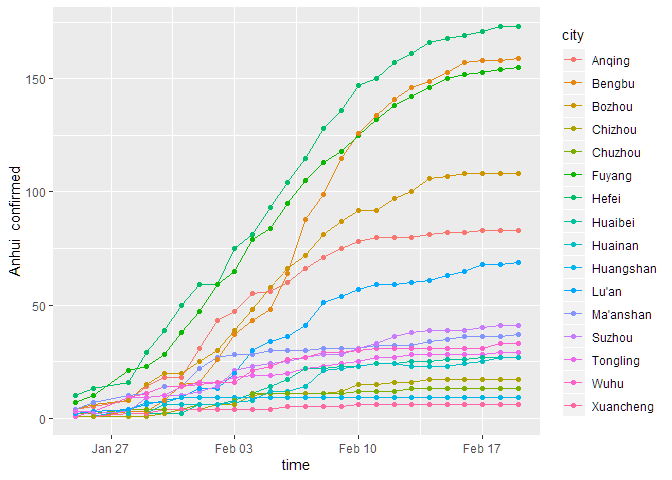 Anhui confirmed
150
100
50
0
Jan 27 Feb 03 Feb 10 Feb 17
time
city
Anqing
Bengbu
Bozhou
Chizhou
Chuzhou
Fuyang
Hefei
Huaibei
Huainan
Huangshan
Lu'an
Ma'anshan
Suzhou
Tongling
Wuhu
Xuancheng